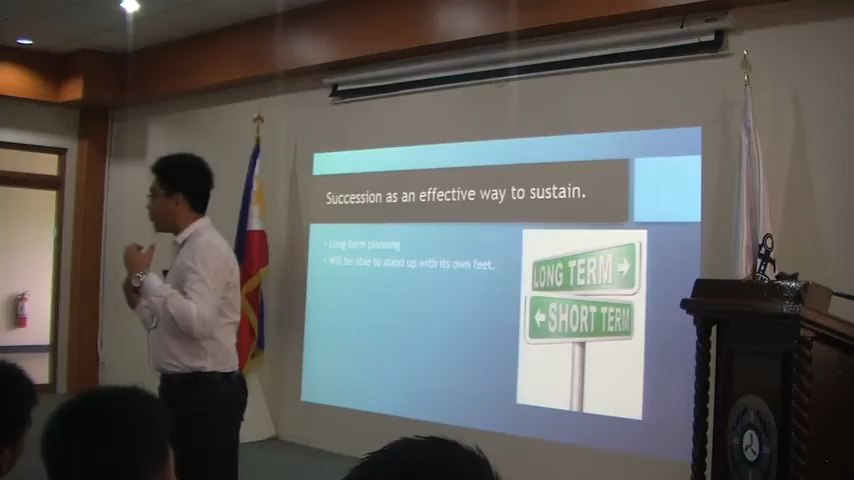 Succession as an effective way to sustain.
• Long-term planning
• Will be able to stand up with its own feet.
LONG TERM →
← SHORT TERM